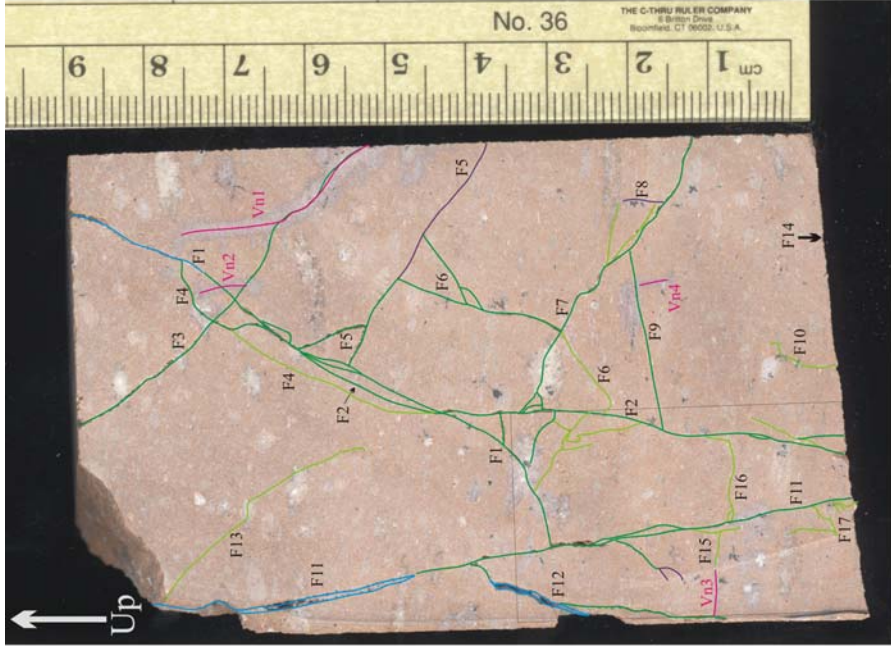 No. 36
THE C-THRU RULER COMPANY
6 Britton Drive
Bloomfield, CT 06002, U.S.A.
9 8 7 6 5 4 3 2 1 cm
F5
F8
Vn1
F14
F1
Vn2
F4
F6
Vn4
F3
F7
F9
F10
F5
F4
F6
F2
F2
F1
F16
F11
F13
F15
F17
F11
F12
Vn3
Up